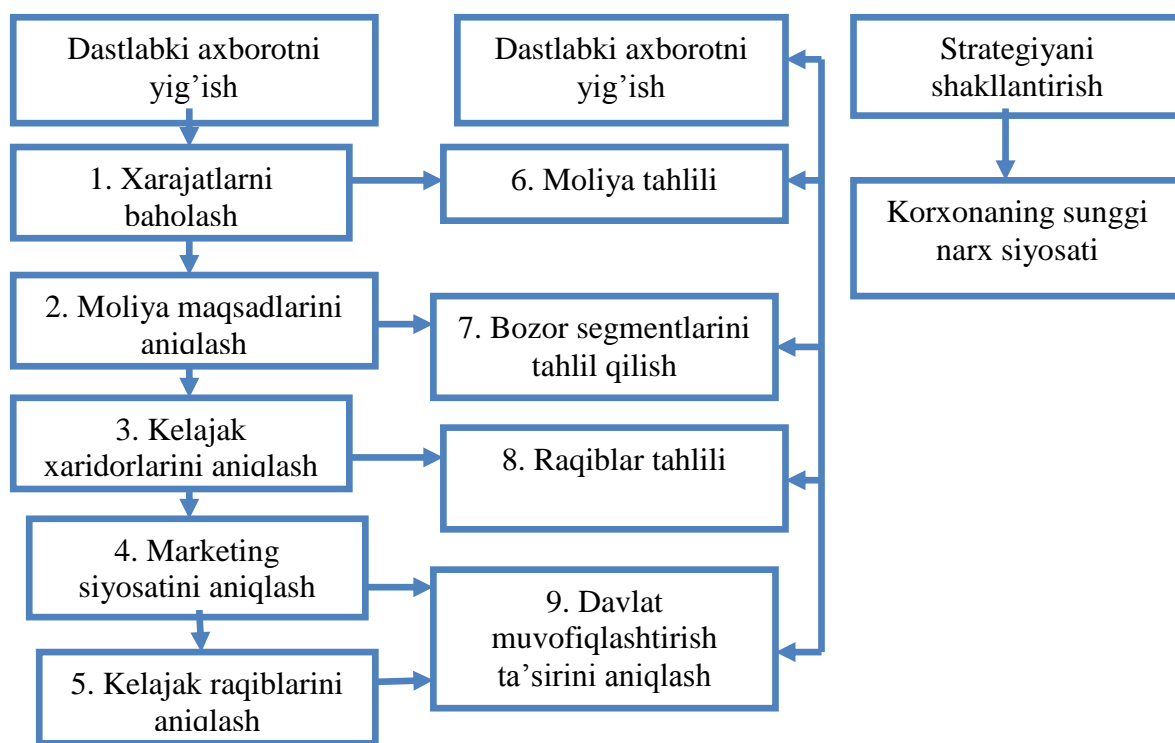 Dastlabki axborotni
yig’ish
Dastlabki axborotni
yig’ish
Strategiyani
shakllantirish
1. Xarajatlarni
baholash
6. Moliya tahlili
Korxonaning sunggi
narx siyosati
2. Moliya maqsadlarini
aniqlash
7. Bozor segmentlarini
tahlil qilish
3. Kelajak
xaridorlarini aniqlash
8. Raqiblar tahlili
4. Marketing
siyosatini aniqlash
9. Davlat
muvofiqlashtirish
ta’sirini aniqlash
5. Kelajak raqiblarini
aniqlash